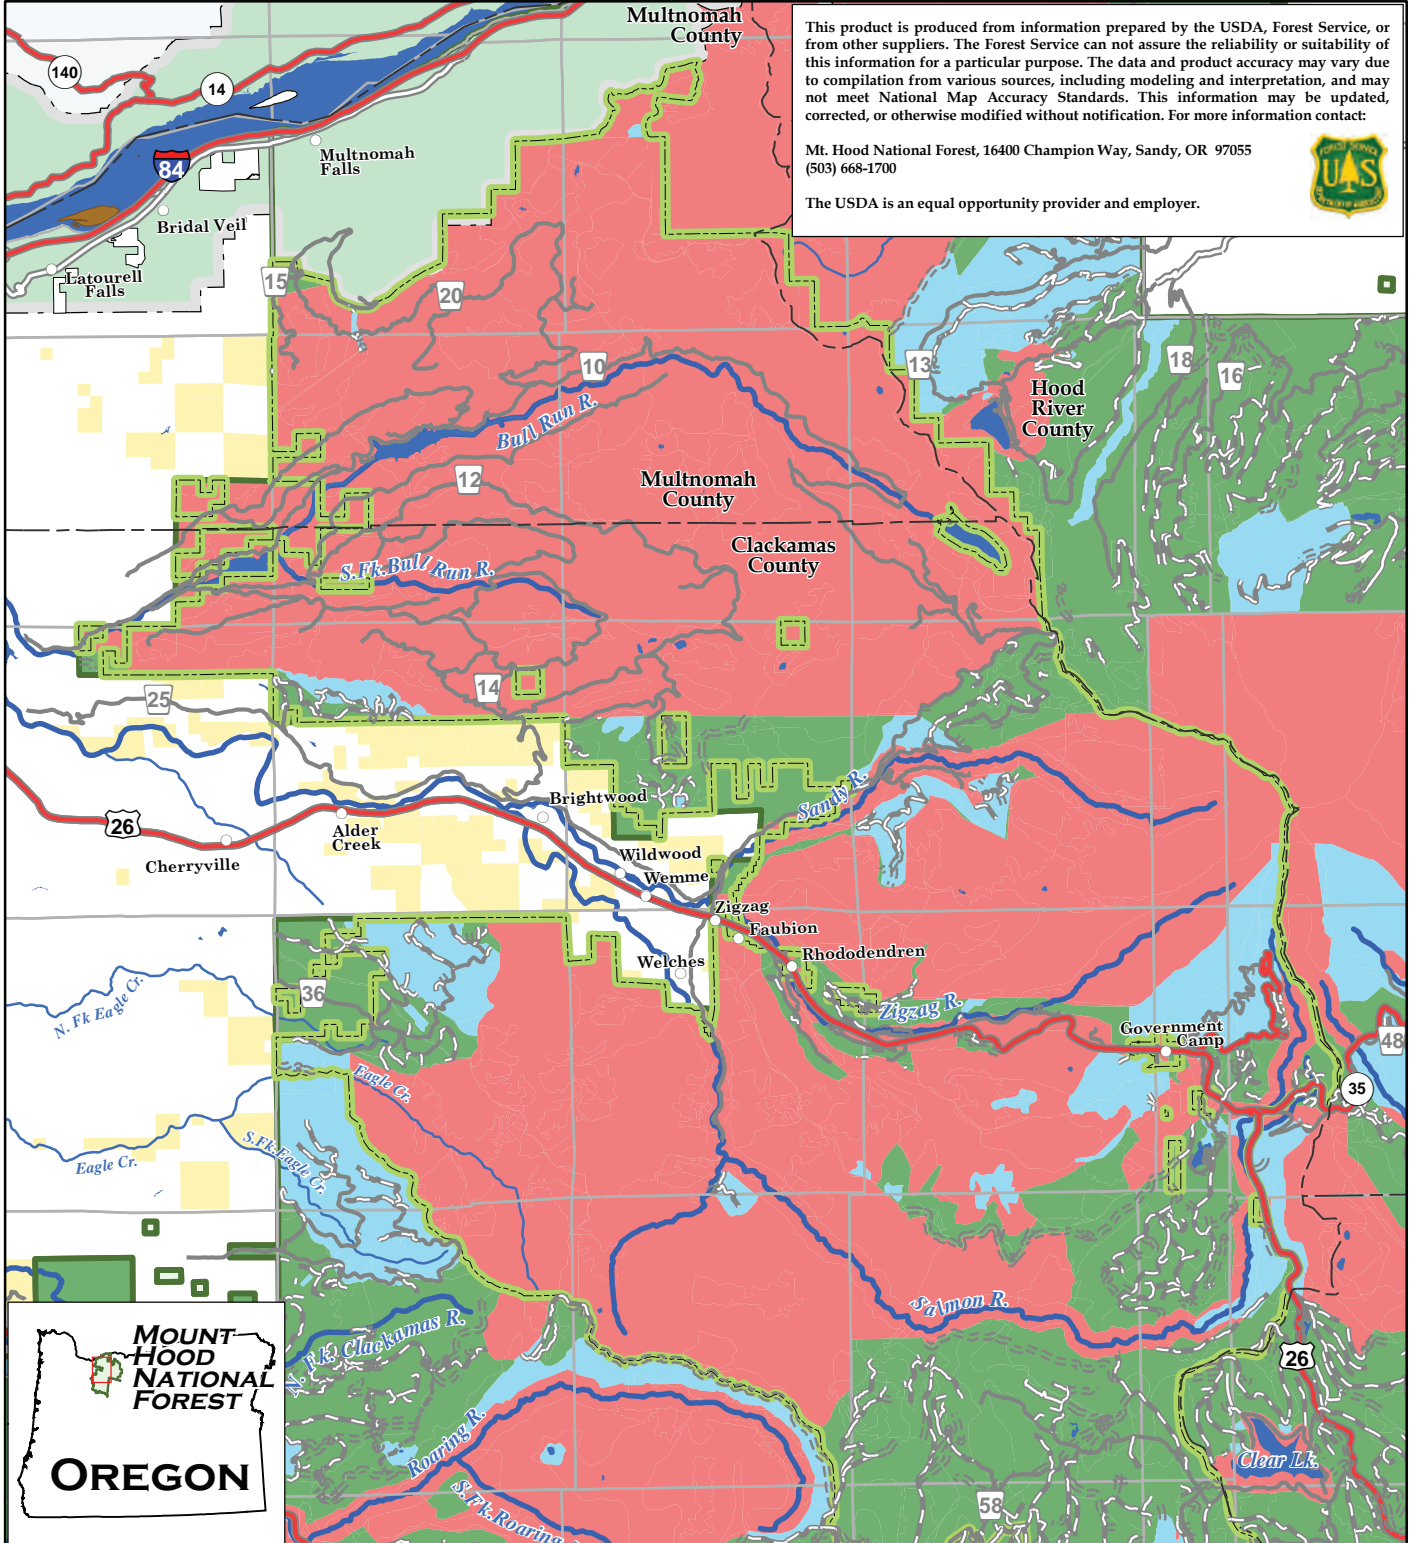 Multnomah
County
This product is produced from information prepared by the USDA, Forest Service, or
from other suppliers. The Forest Service can not assure the reliability or suitability of
this information for a particular purpose. The data and product accuracy may vary due
to compilation from various sources, including modeling and interpretation, and may
not meet National Map Accuracy Standards. This information may be updated,
corrected, or otherwise modified without notification. For more information contact:
Mt. Hood National Forest, 16400 Champion Way, Sandy, OR 97055
(503) 668-1700
The USDA is an equal opportunity provider and employer.
FOREST SERVICE
UAS
DEPARTMENT OF AGRICULTURE
140
14
84
Multnomah
Falls
Bridal Veil
Latourell
Falls
15
20
10
13
18
16
Hood
River
County
Bull Run R.
12
Multnomah
County
Clackamas
County
S.Fk.Bull Run R.
14
25
26
Brightwood
Sandy R.
Alder
Creek
Cherryville
Wildwood
Wemme
Zigzag
Faubion
Rhododendren
Welches
36
N. Fk Eagle Cr.
Zigzag R.
Government
Camp
48
35
Eagle Cr.
S.Fk.Eagle Cr.
Eagle Cr.
Salmon R.
N. Fk. Clackamas R.
26
Roaring R.
Clear Lk.
S.Fk.Roaring
58
MOUNT
HOOD
NATIONAL
FOREST
OREGON